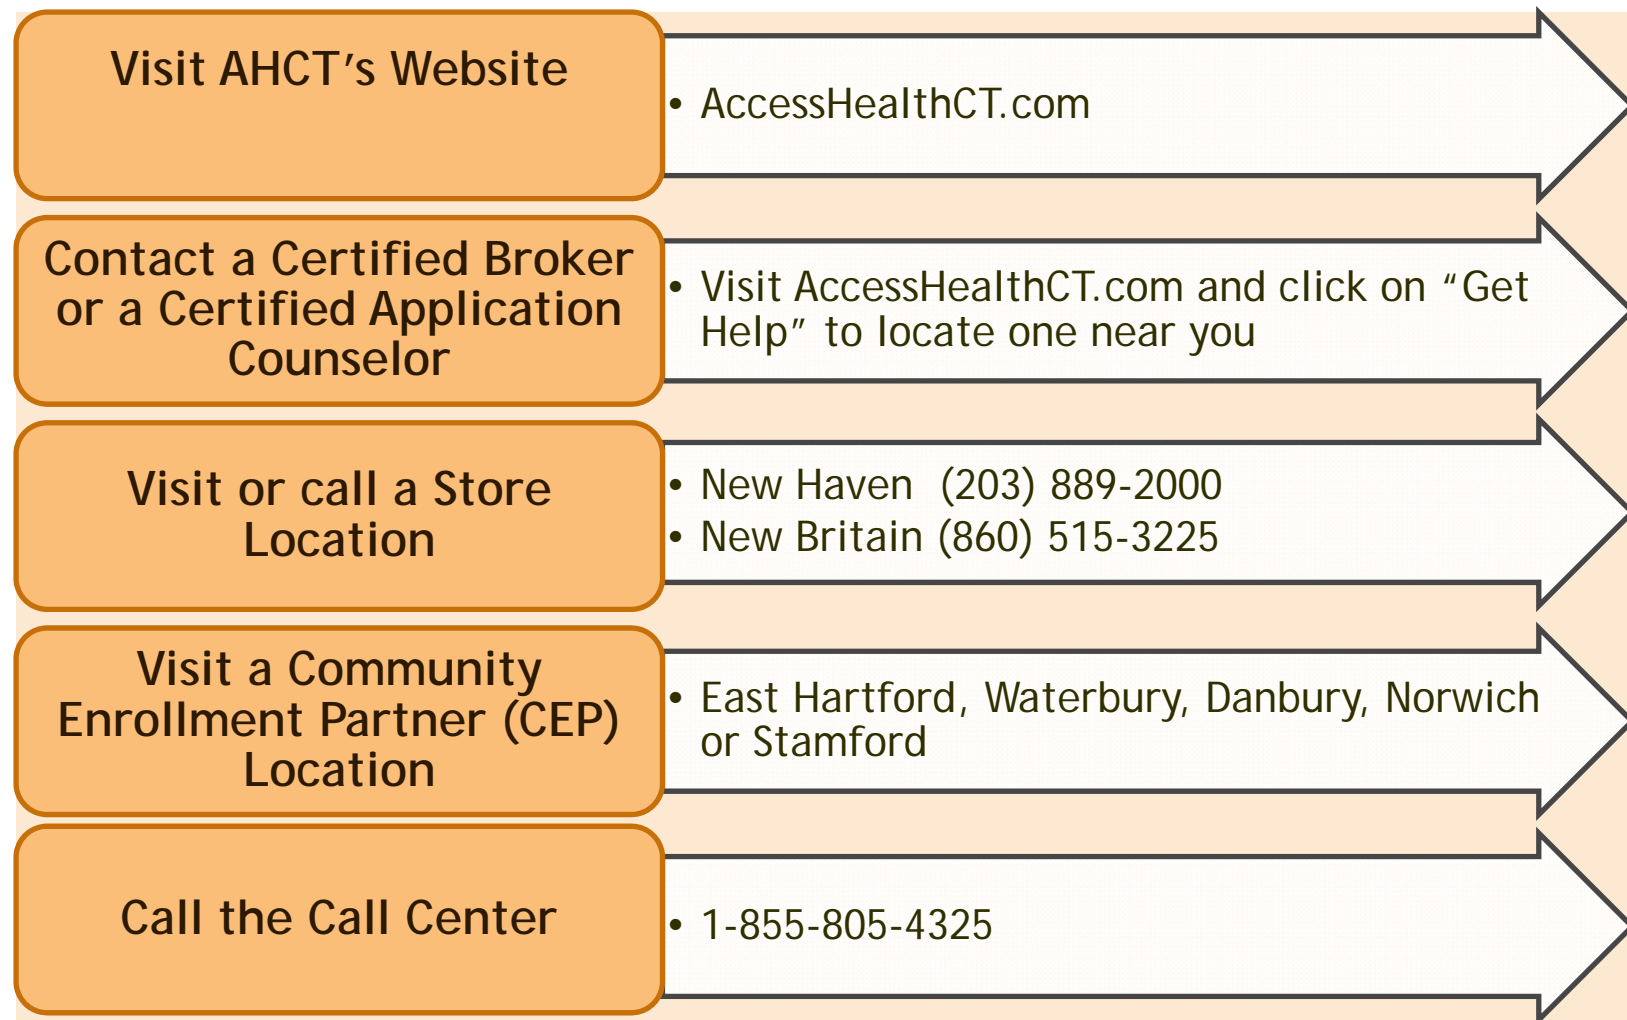 Visit AHCT's Website
• AccessHealthCT.com
Contact a Certified Broker
or a Certified Application
Counselor
• Visit AccessHealthCT.com and click on “Get
Help” to locate one near you
Visit or call a Store
Location
• New Haven  (203) 889-2000
• New Britain (860) 515-3225
Visit a Community
Enrollment Partner (CEP)
Location
• East Hartford, Waterbury, Danbury, Norwich
or Stamford
Call the Call Center
• 1-855-805-4325